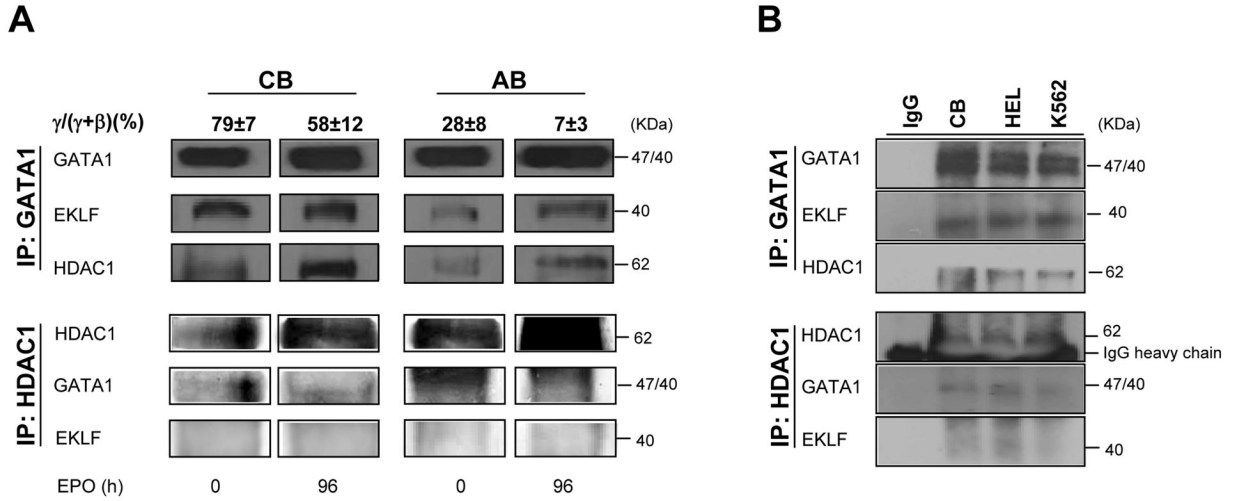 A
CB AB
γ/(γ+β)(%) 79±7 58±12 28±8 7±3 (KDa)
IP: GATA1
GATA1 47/40
EKLF 40
HDAC1 62
IP: HDAC1
HDAC1 62
GATA1 47/40
EKLF 40
EPO (h) 0 96 0 96
B
IgG CB HEL K562 (KDa)
IP: GATA1
GATA1 47/40
EKLF 40
HDAC1 62
IP: HDAC1
HDAC1 62
IgG heavy chain
GATA1 47/40
EKLF 40